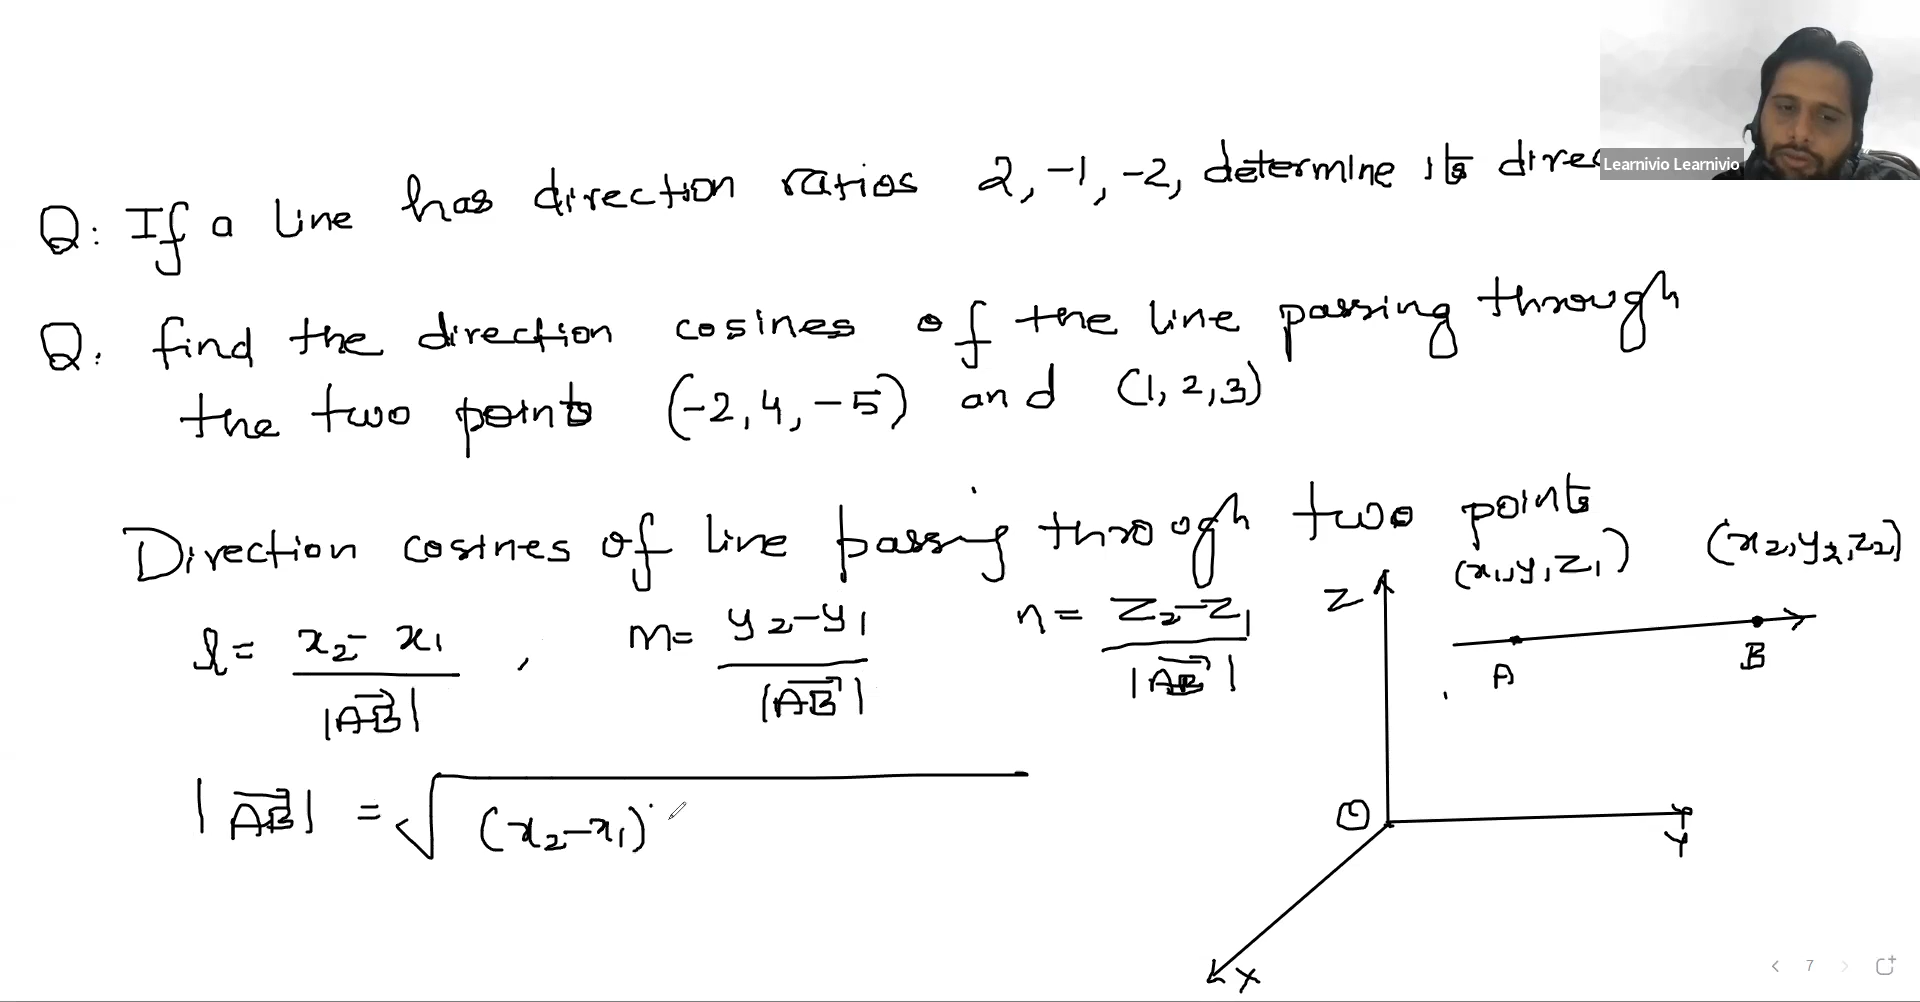 Q: If a line has direction ratios 2, -1, -2, determine its direc
Learnivio Learnivio
Q. find the direction cosines of the line passing through
the two points (-2, 4, -5) and (1, 2, 3)
Direction cosines of line passing through two points
(x₁, y, z₁) (x₂, y₂, z₂)
l = x₂ - x₁ / |AB| , m = y₂ - y₁ / |AB| n = z₂ - z₁ / |AB|
Z
A B
|AB| = √(x₂ - x₁)
O
Y
X
7